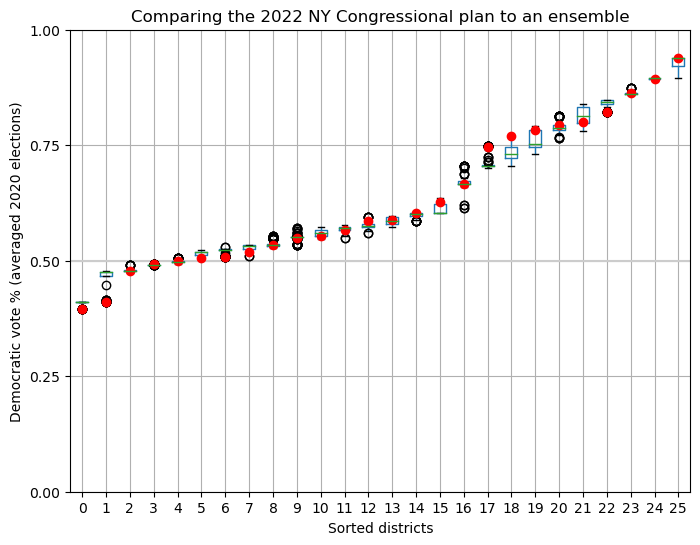 Comparing the 2022 NY Congressional plan to an ensemble
1.00
0.75
0.50
0.25
0.00
Democratic vote % (averaged 2020 elections)
0 1 2 3 4 5 6 7 8 9 10 11 12 13 14 15 16 17 18 19 20 21 22 23 24 25
Sorted districts